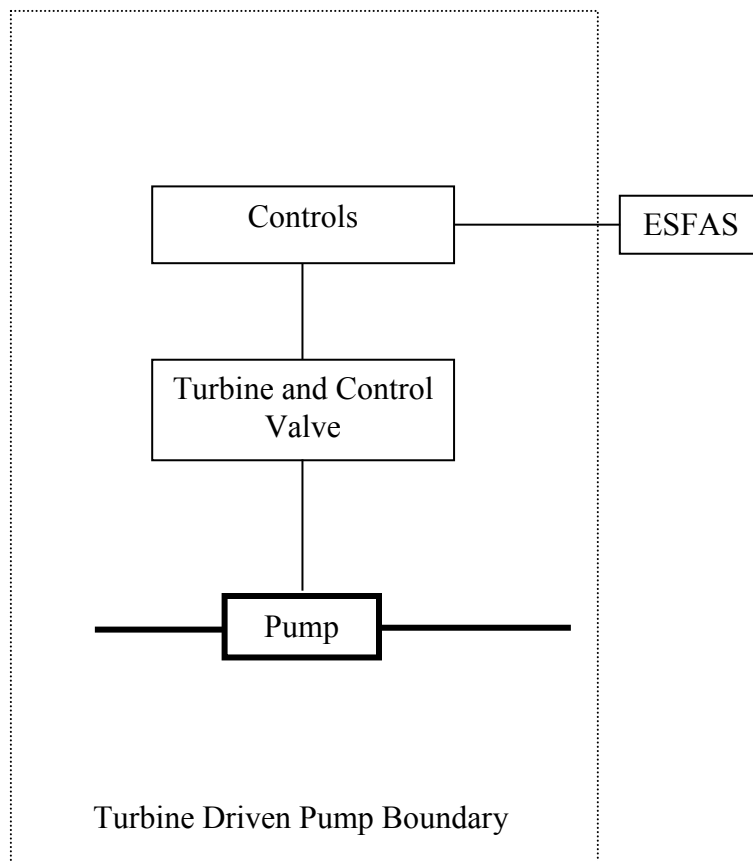 Controls
ESFAS
Turbine and Control
Valve
Pump
Turbine Driven Pump Boundary